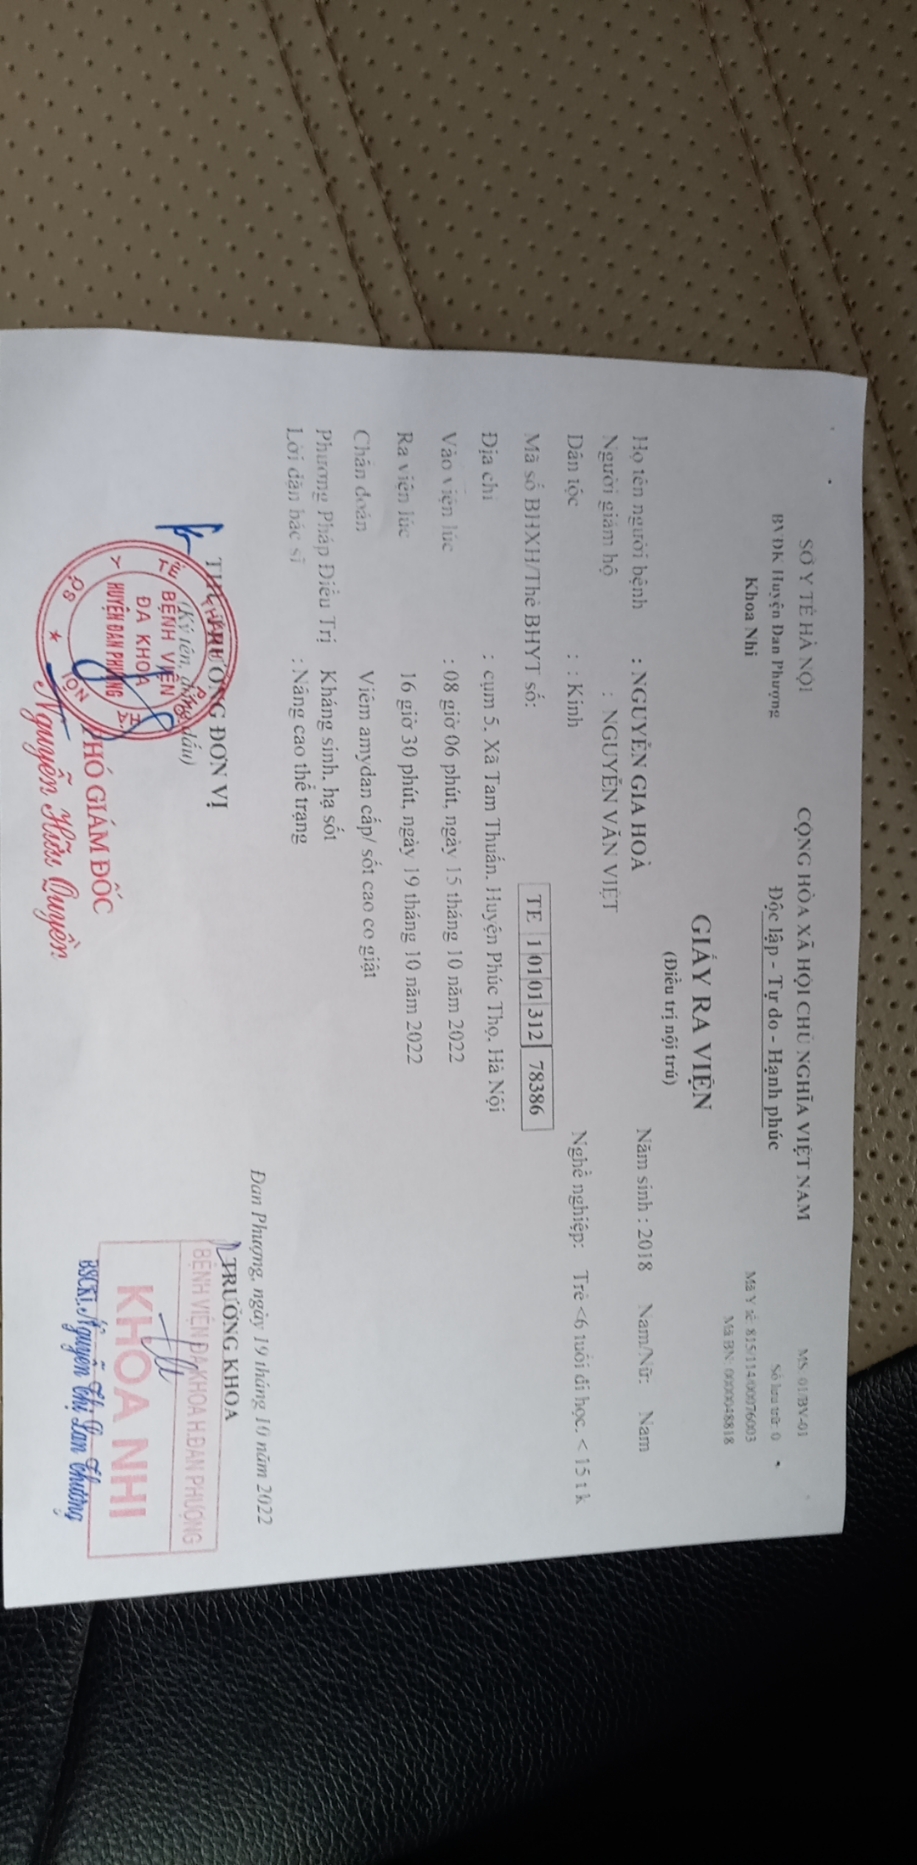 SỞ Y TẾ HÀ NỘI
BVĐK Huyện Đan Phượng
Khoa Nhi
CỘNG HÒA XÃ HỘI CHỦ NGHĨA VIỆT NAM
Độc lập - Tự do - Hạnh phúc
MS: 01/BV-01
Số lưu trữ: 0
Mã Y tế: 815/114/00076003
Mã BN: 0000048818
GIẤY RA VIỆN
(Điều trị nội trú)
Họ tên người bệnh : NGUYỄN GIA HOÀ Năm sinh : 2018 Nam/Nữ: Nam
Người giám hộ : NGUYỄN VĂN VIỆT
Dân tộc : : Kinh Nghề nghiệp: Trẻ <6 tuổi đi học, < 15 t k
Mã số BHXH/Thẻ BHYT số: TE 1 01 01 312 78386
Địa chỉ : cụm 5, Xã Tam Thuấn, Huyện Phúc Thọ, Hà Nội
Vào viện lúc : 08 giờ 06 phút, ngày 15 tháng 10 năm 2022
Ra viện lúc 16 giờ 30 phút, ngày 19 tháng 10 năm 2022
Chẩn đoán Viêm amydan cấp/ sốt cao co giật
Phương Pháp Điều Trị Kháng sinh, hạ sốt
Lời dặn bác sĩ : Nâng cao thể trạng
Đan Phượng, ngày 19 tháng 10 năm 2022
THỦ TRƯỞNG ĐƠN VỊ
(Ký tên, đóng dấu)
TRƯỞNG KHOA
SỞ Y TẾ THÀNH PHỐ HÀ NỘI
BỆNH VIỆN
ĐA KHOA
HUYỆN ĐAN PHƯỢNG
PHÓ GIÁM ĐỐC
Nguyễn Hữu Quyền
BỆNH VIỆN ĐA KHOA H.ĐAN PHƯỢNG
KHOA NHI
BSCKI. Nguyễn Thị Lan Thương